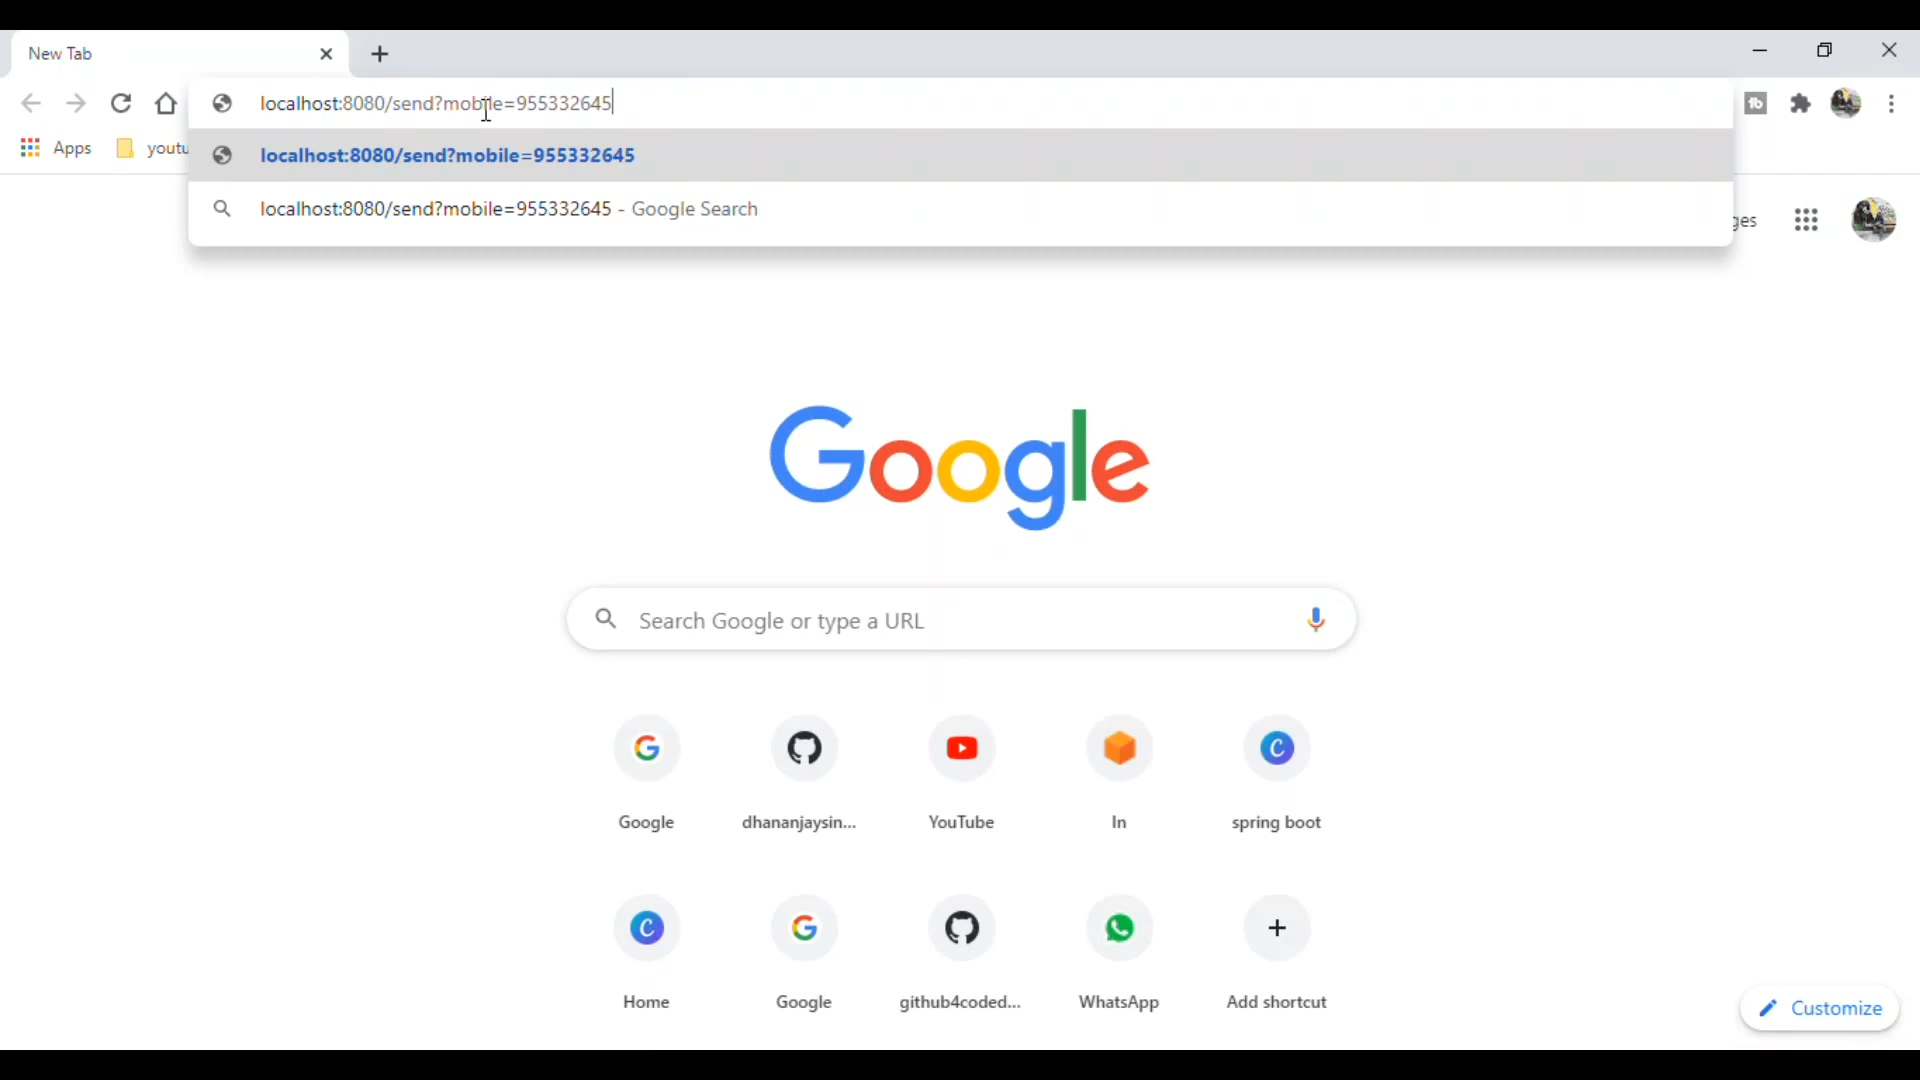 New Tab
localhost:8080/send?mobile=955332645
Apps
youtu
localhost:8080/send?mobile=955332645
localhost:8080/send?mobile=955332645 - Google Search
ges
Google
Search Google or type a URL
Google
dhananjaysin...
YouTube
In
spring boot
Home
Google
github4coded...
WhatsApp
Add shortcut
Customize